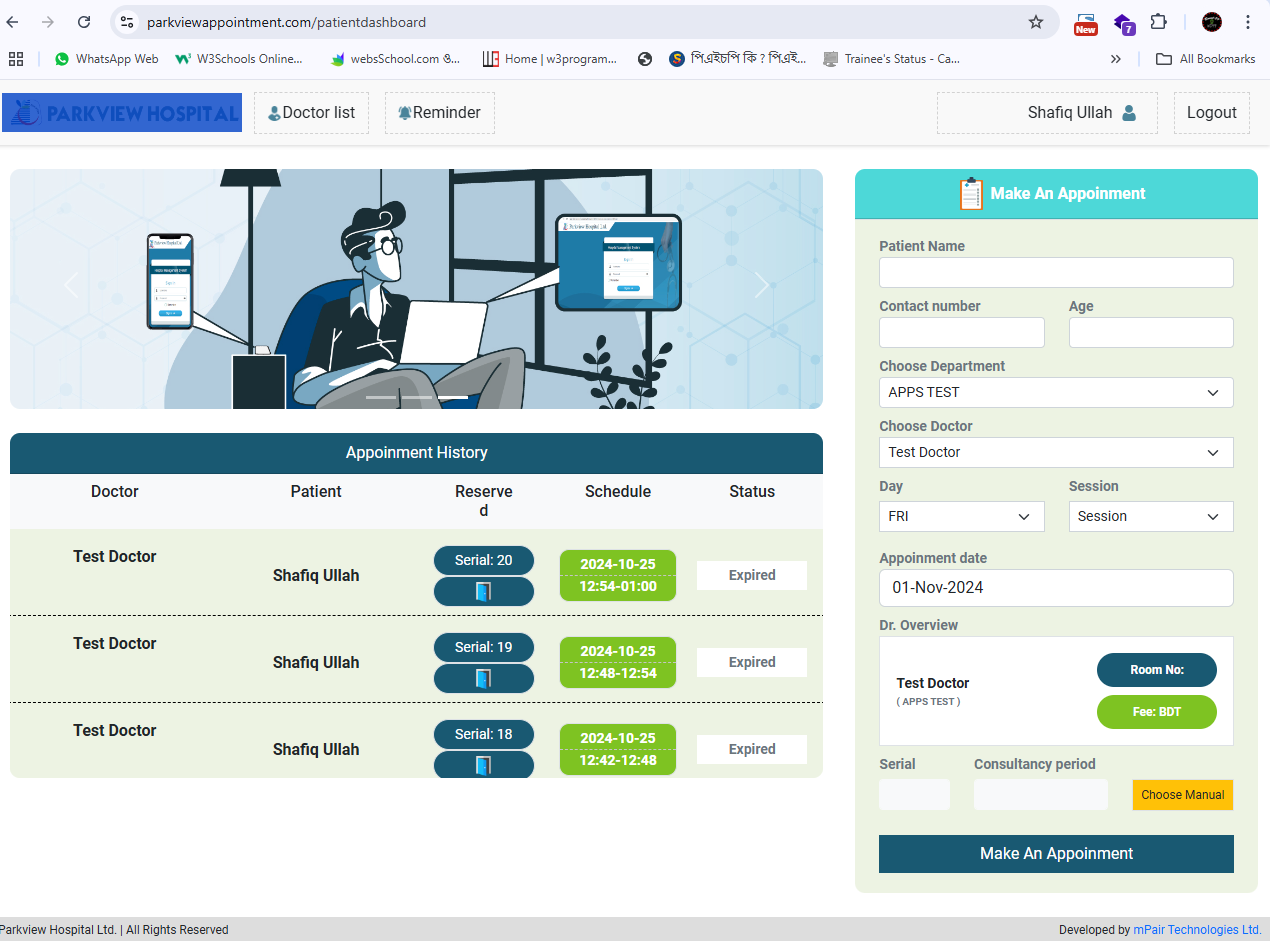 parkviewappointment.com/patientdashboard
New
7
WhatsApp Web
W3Schools Online...
websSchool.com ও...
Home | w3program...
পিএইচপি কি ? পিএই...
Trainee's Status - Ca...
All Bookmarks
PARKVIEW HOSPITAL
Doctor list
Reminder
Shafiq Ullah
Logout
Make An Appoinment
Patient Name
Contact number
Age
Choose Department
APPS TEST
Choose Doctor
Test Doctor
Day
Session
FRI
Session
Appoinment date
01-Nov-2024
Dr. Overview
Test Doctor
( APPS TEST )
Room No:
Fee: BDT
Serial
Consultancy period
Choose Manual
Make An Appoinment
Appoinment History
Doctor
Patient
Reserve
d
Schedule
Status
Test Doctor
Shafiq Ullah
Serial: 20
2024-10-25
12:54-01:00
Expired
Test Doctor
Shafiq Ullah
Serial: 19
2024-10-25
12:48-12:54
Expired
Test Doctor
Shafiq Ullah
Serial: 18
2024-10-25
12:42-12:48
Expired
Parkview Hospital Ltd. | All Rights Reserved
Developed by mPair Technologies Ltd.